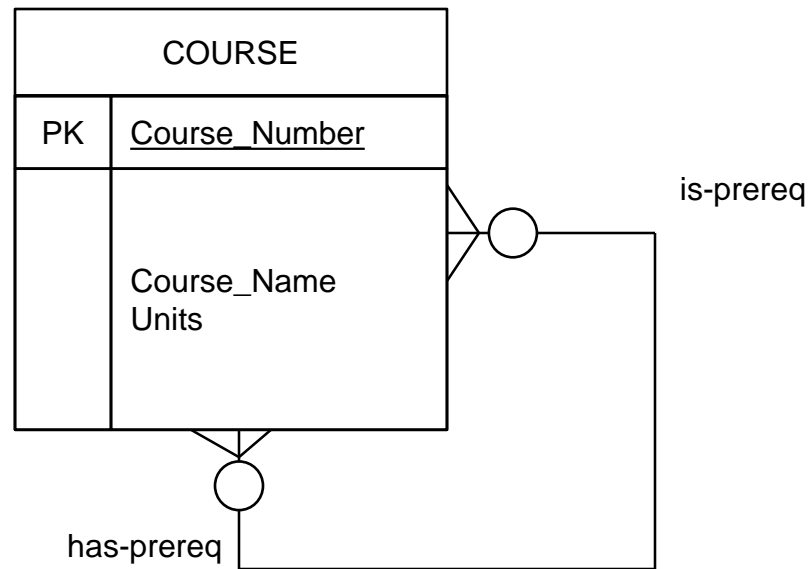 COURSE
PK
Course_Number
Course_Name
Units
is-prereq
has-prereq